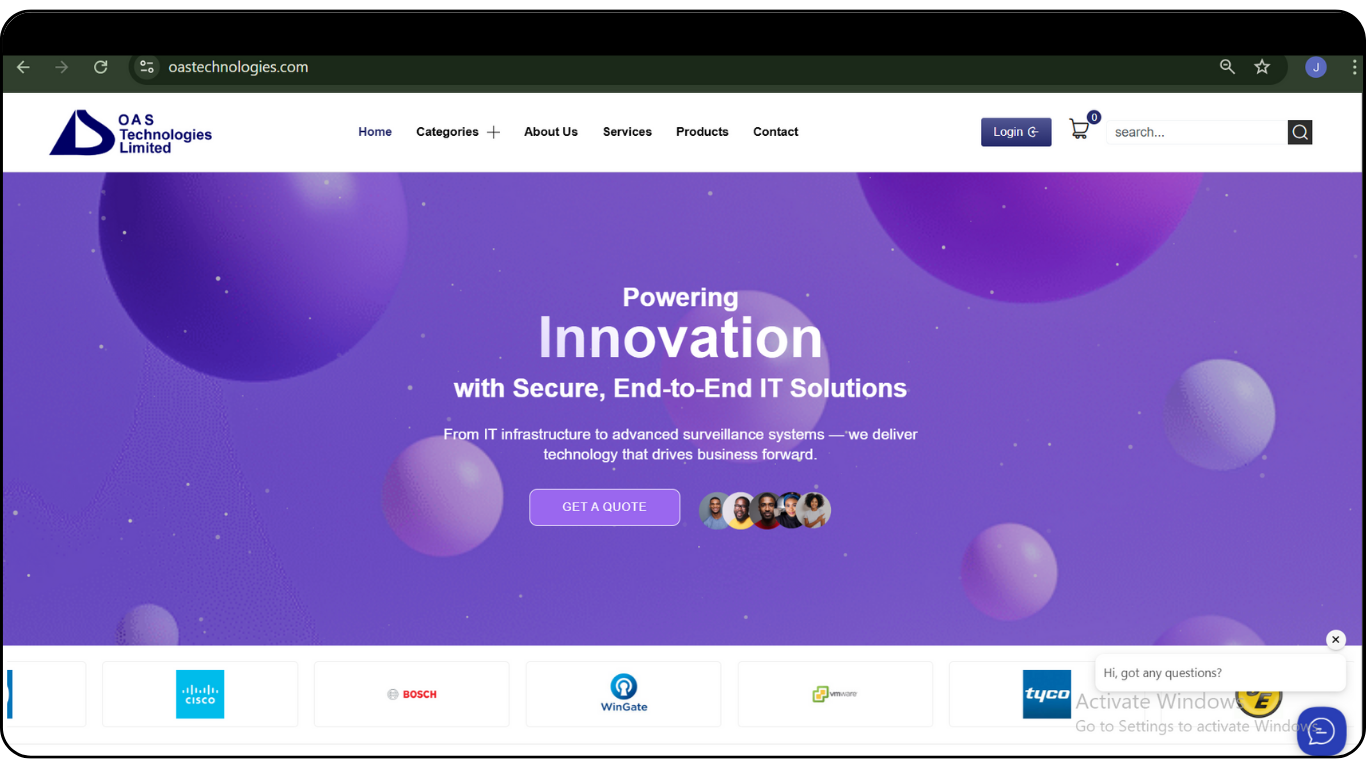 oastechnologies.com
J
O A S
Technologies
Limited
Home
Categories
About Us
Services
Products
Contact
Login
0
search...
Powering
Innovation
with Secure, End-to-End IT Solutions
From IT infrastructure to advanced surveillance systems — we deliver
technology that drives business forward.
GET A QUOTE
CISCO
BOSCH
WinGate
vmware
tyco
Hi, got any questions?
Activate Windows
Go to Settings to activate Windows.